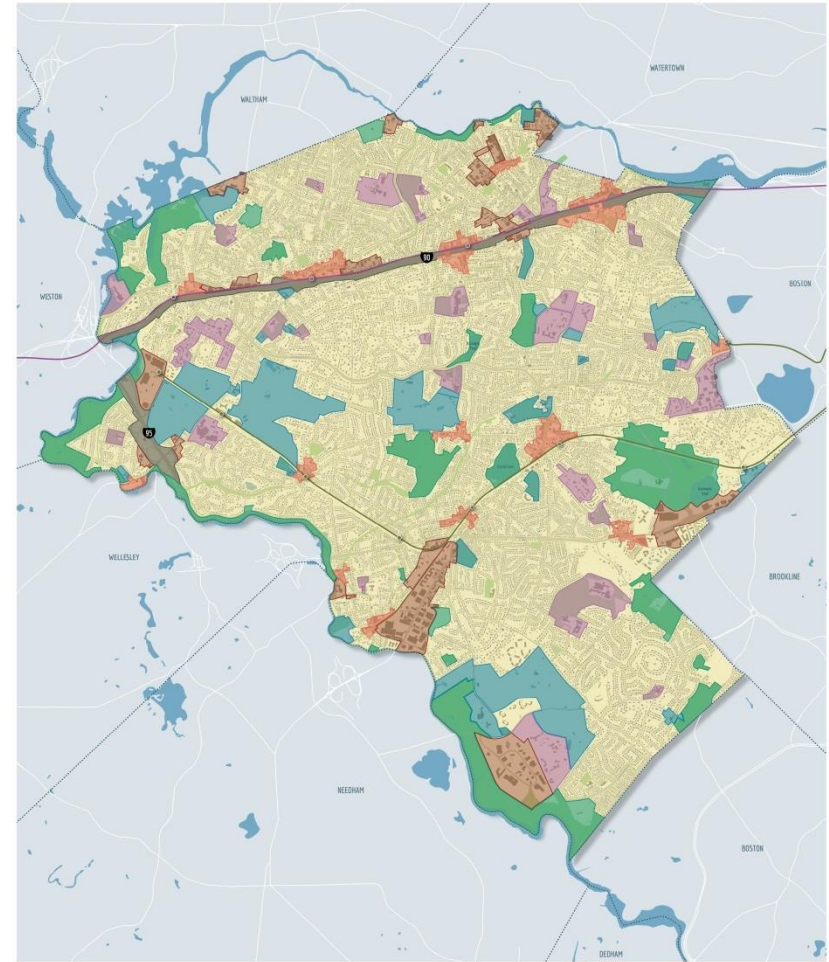 WATERTOWN
WALTHAM
90
BOSTON
WESTON
95
WELLESLEY
BROOKLINE
NEEDHAM
BOSTON
DEDHAM